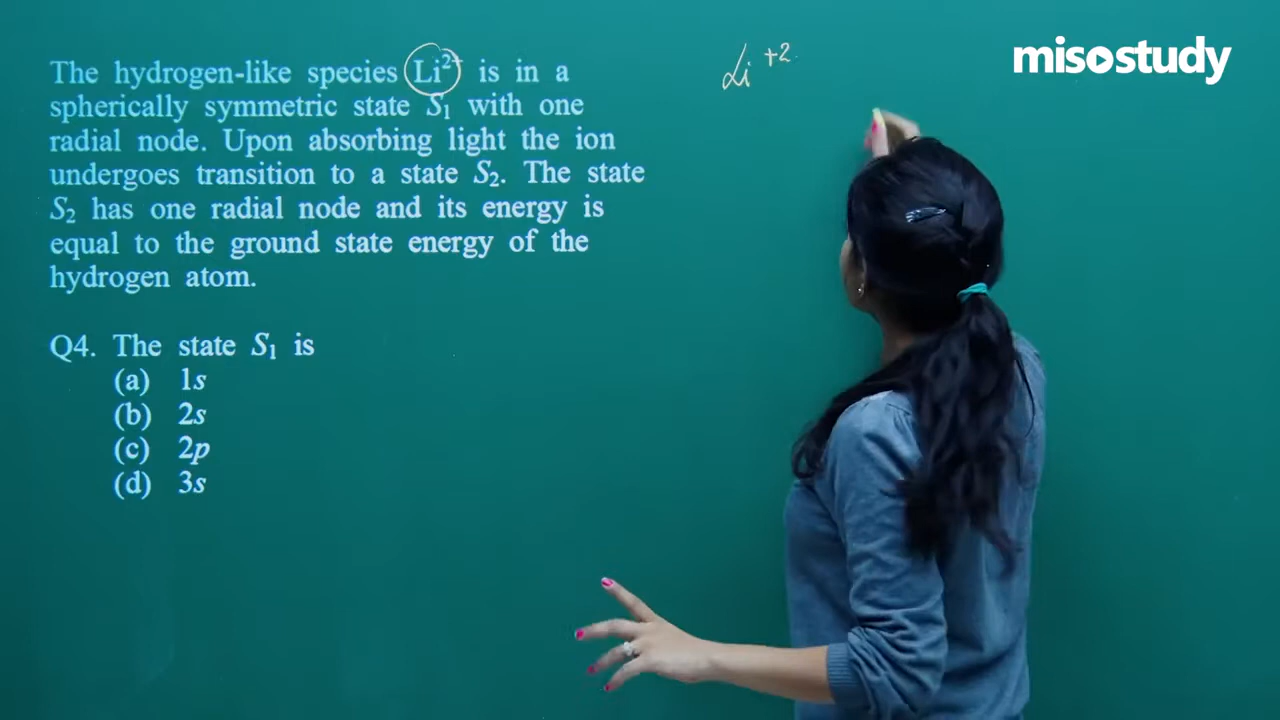 The hydrogen-like species Li²⁺ is in a
spherically symmetric state S₁ with one
radial node. Upon absorbing light the ion
undergoes transition to a state S₂. The state
S₂ has one radial node and its energy is
equal to the ground state energy of the
hydrogen atom.
Q4. The state S₁ is
(a) 1s
(b) 2s
(c) 2p
(d) 3s
Li⁺²
misostudy